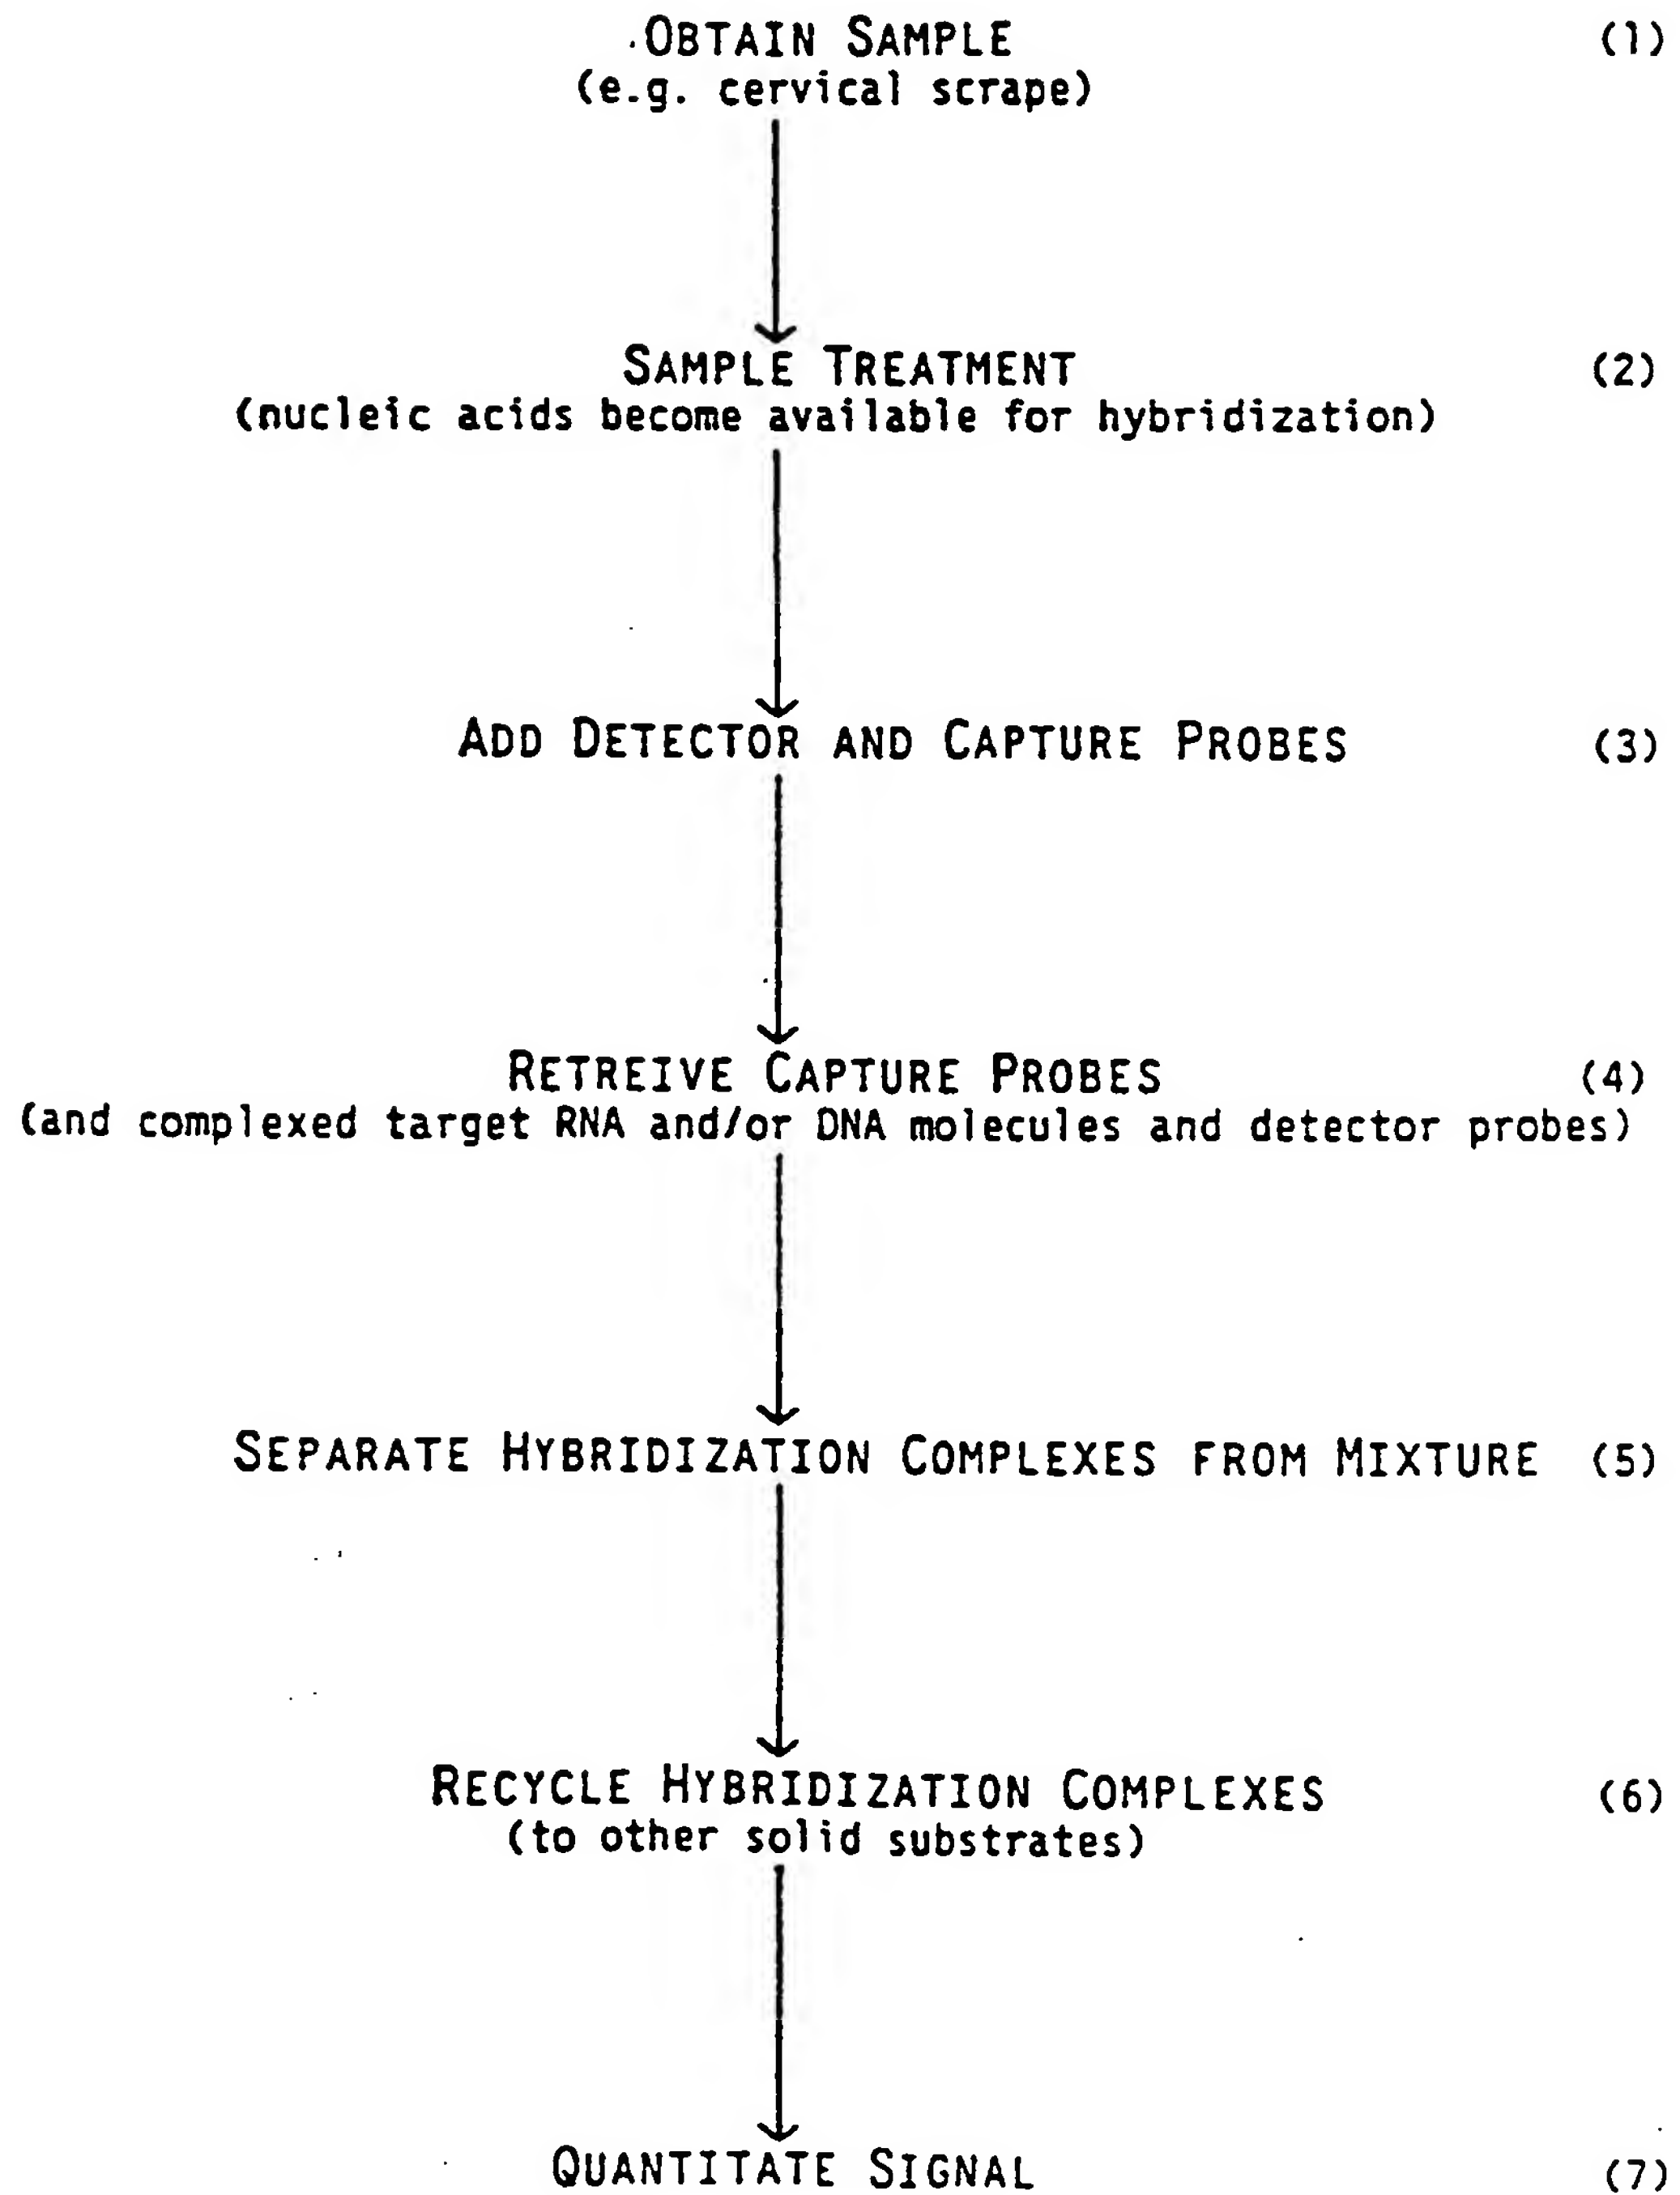 OBTAIN SAMPLE (1)
(e.g. cervical scrape)
SAMPLE TREATMENT (2)
(nucleic acids become available for hybridization)
ADD DETECTOR AND CAPTURE PROBES (3)
RETREIVE CAPTURE PROBES (4)
(and complexed target RNA and/or DNA molecules and detector probes)
SEPARATE HYBRIDIZATION COMPLEXES FROM MIXTURE (5)
RECYCLE HYBRIDIZATION COMPLEXES (6)
(to other solid substrates)
QUANTITATE SIGNAL (7)